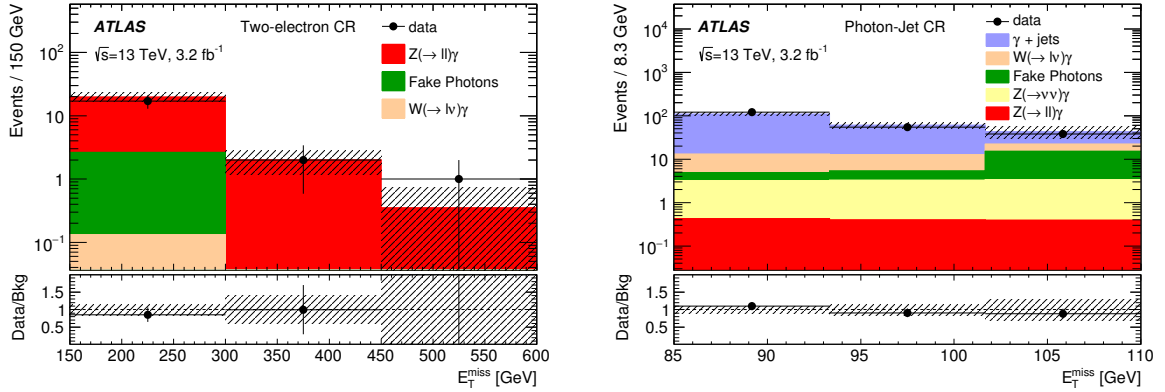 ATLAS Two-electron CR
√s=13 TeV, 3.2 fb⁻¹
data
Z(→ ll)γ
Fake Photons
W(→ lν)γ
Events / 150 GeV
10²
10
1
10⁻¹
Data/Bkg
1.5
1
0.5
150 200 250 300 350 400 450 500 550 600
E_T^miss [GeV]
ATLAS Photon-Jet CR
√s=13 TeV, 3.2 fb⁻¹
data
γ + jets
W(→ lν)γ
Fake Photons
Z(→νν)γ
Z(→ ll)γ
Events / 8.3 GeV
10⁴
10³
10²
10
1
10⁻¹
Data/Bkg
1.5
1
0.5
85 90 95 100 105 110
E_T^miss [GeV]